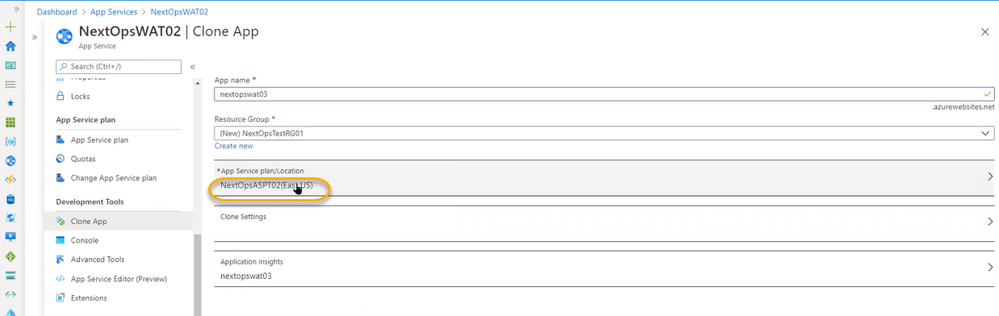 Dashboard > App Services > NextOpsWAT02
NextOpsWAT02 | Clone App
App Service
Search (Ctrl+/)
Properties
Locks
App Service plan
App Service plan
Quotas
Change App Service plan
Development Tools
Clone App
Console
Advanced Tools
App Service Editor (Preview)
Extensions
App name *
nextopswat03
.azurewebsites.net
Resource Group *
(New) NextOpsTestRG01
Create new
*App Service plan/Location
NextOpsASPT02(East US)
Clone Settings
Application Insights
nextopswat03